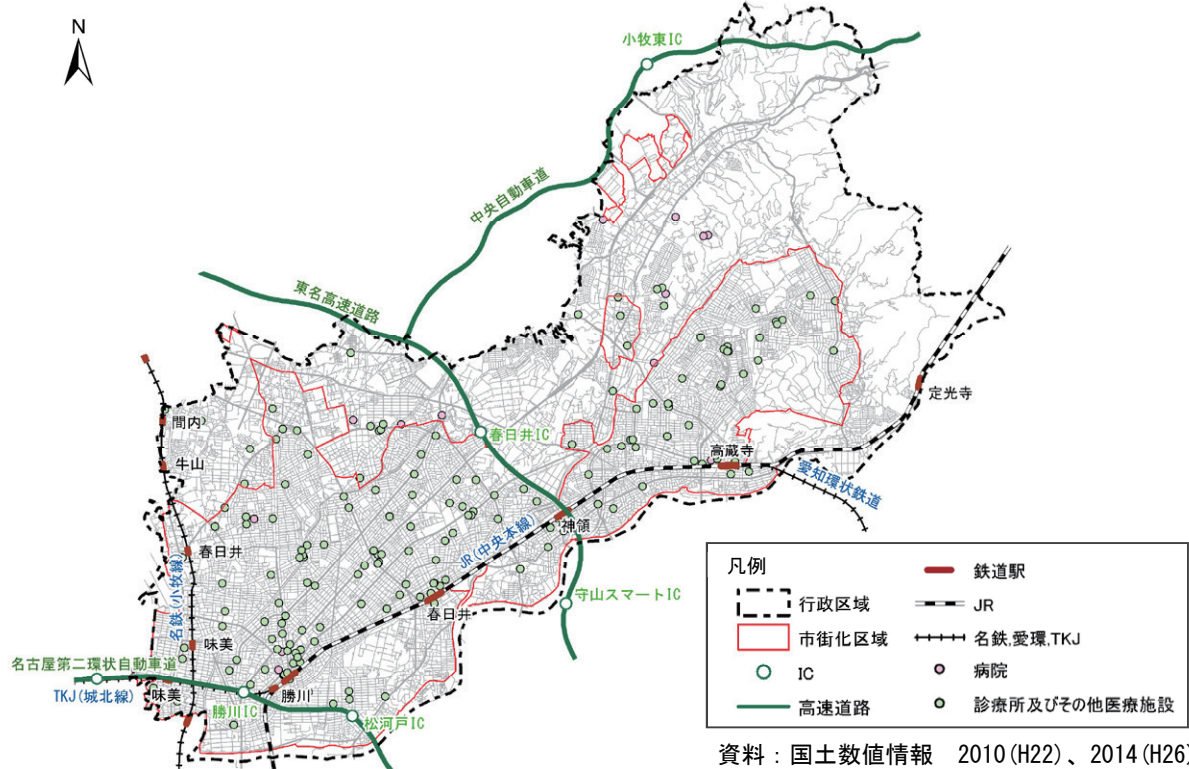 N
小牧東IC
中央自動車道
東名高速道路
間内
牛山
春日井IC
定光寺
高蔵寺
愛知環状鉄道
JR(中央本線)
神領
春日井
名鉄(小牧線)
守山スマートIC
春日井
味美
名古屋第二環状自動車道
TKJ(城北線)
味美
勝川
勝川IC
松河戸IC
凡例
行政区域
市街化区域
IC
高速道路
鉄道駅
JR
名鉄,愛環,TKJ
病院
診療所及びその他医療施設
資料：国土数値情報　2010(H22)、2014(H26)